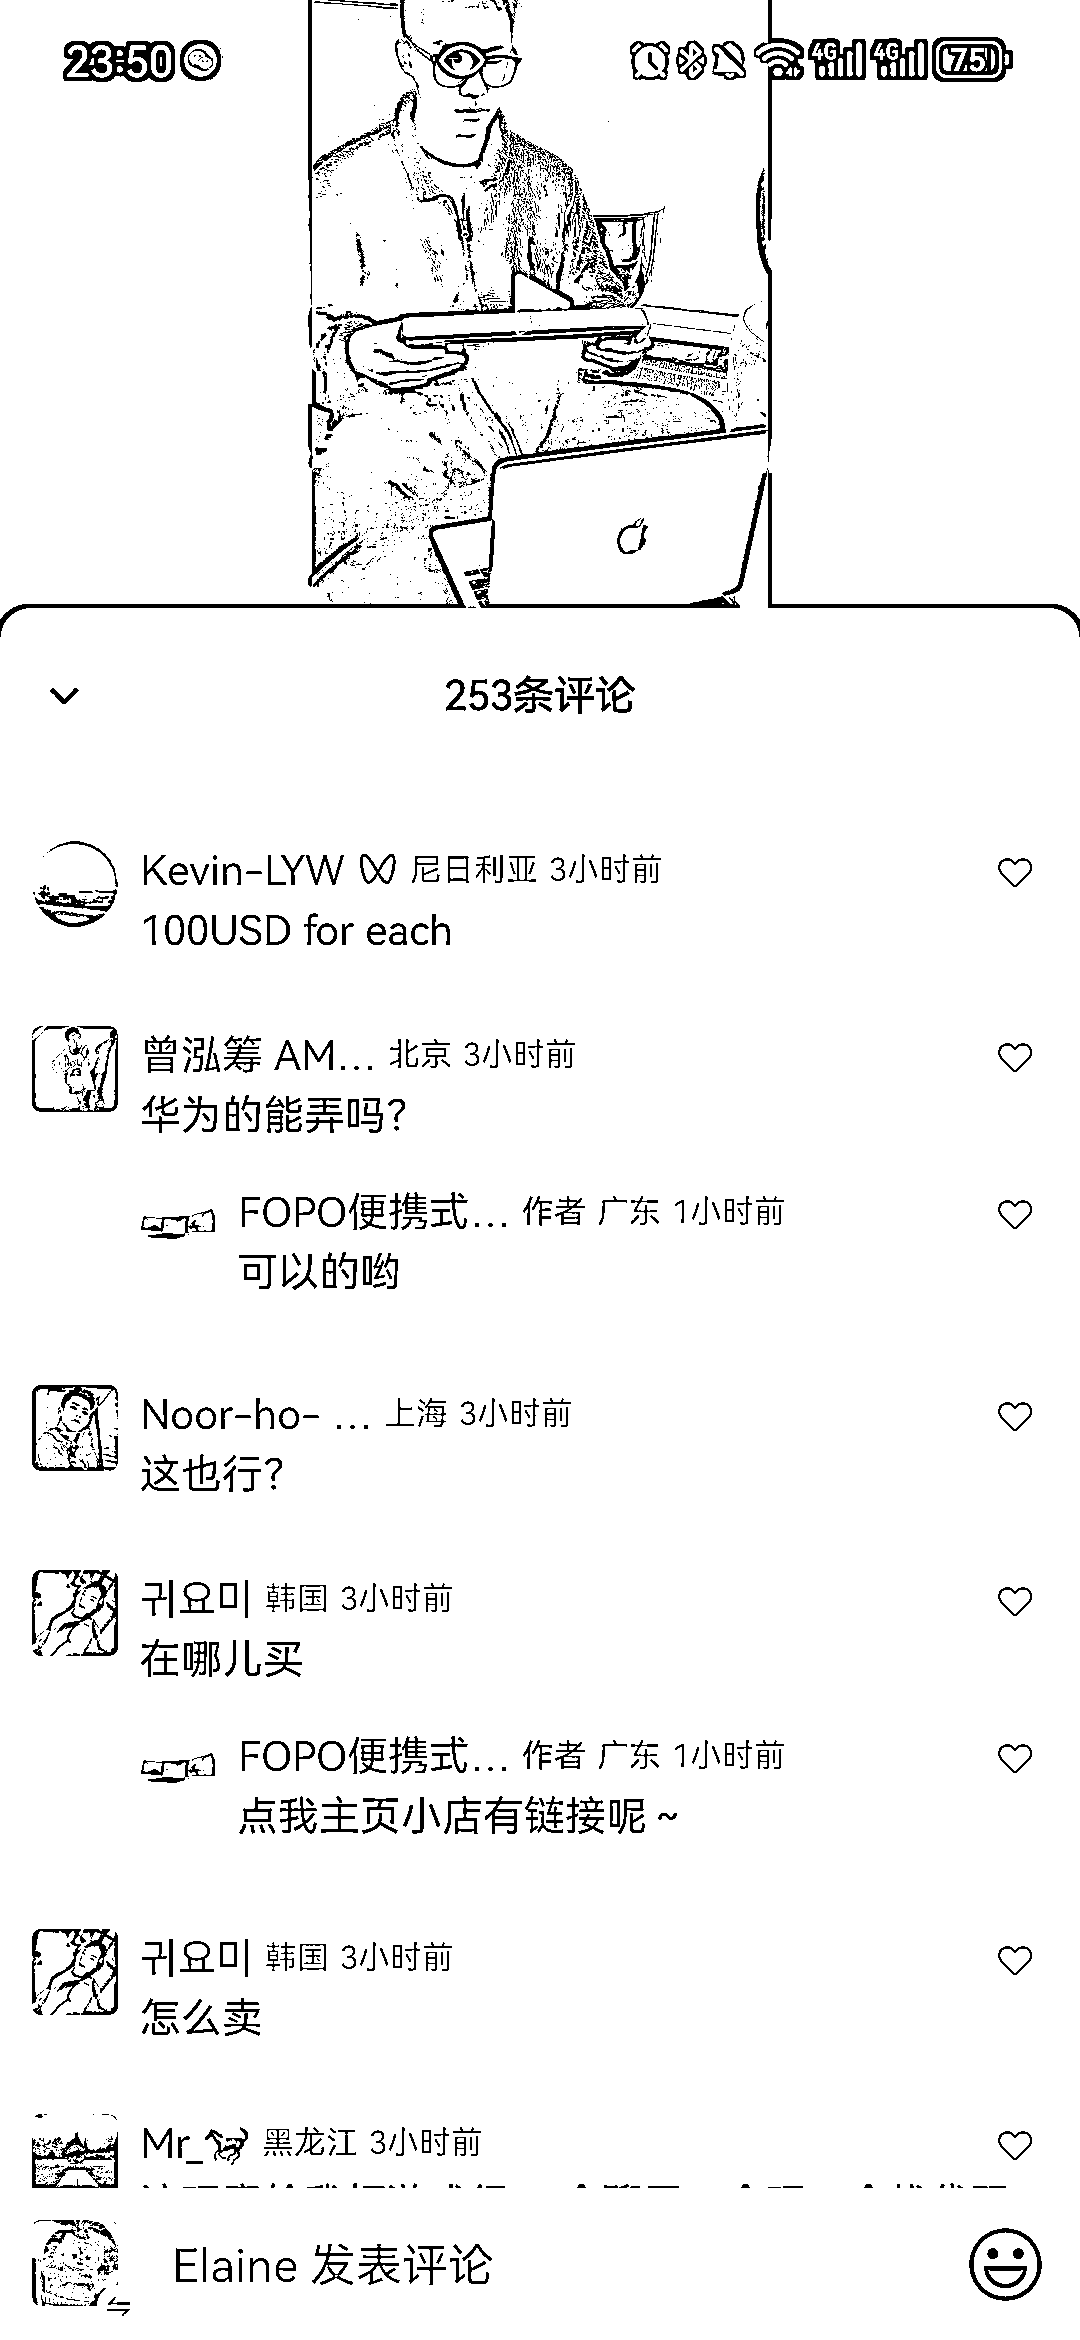 23:50
4G 4G 75
253条评论
Kevin-LYW 尼日利亚 3小时前
100USD for each
曾泓筹 AM... 北京 3小时前
华为的能弄吗?
FOPO便携式... 作者 广东 1小时前
可以的哟
Noor-ho- ... 上海 3小时前
这也行?
귀요미 韩国 3小时前
在哪儿买
FOPO便携式... 作者 广东 1小时前
点我主页小店有链接呢 ~
귀요미 韩国 3小时前
怎么卖
Mr_🐎 黑龙江 3小时前
Elaine 发表评论